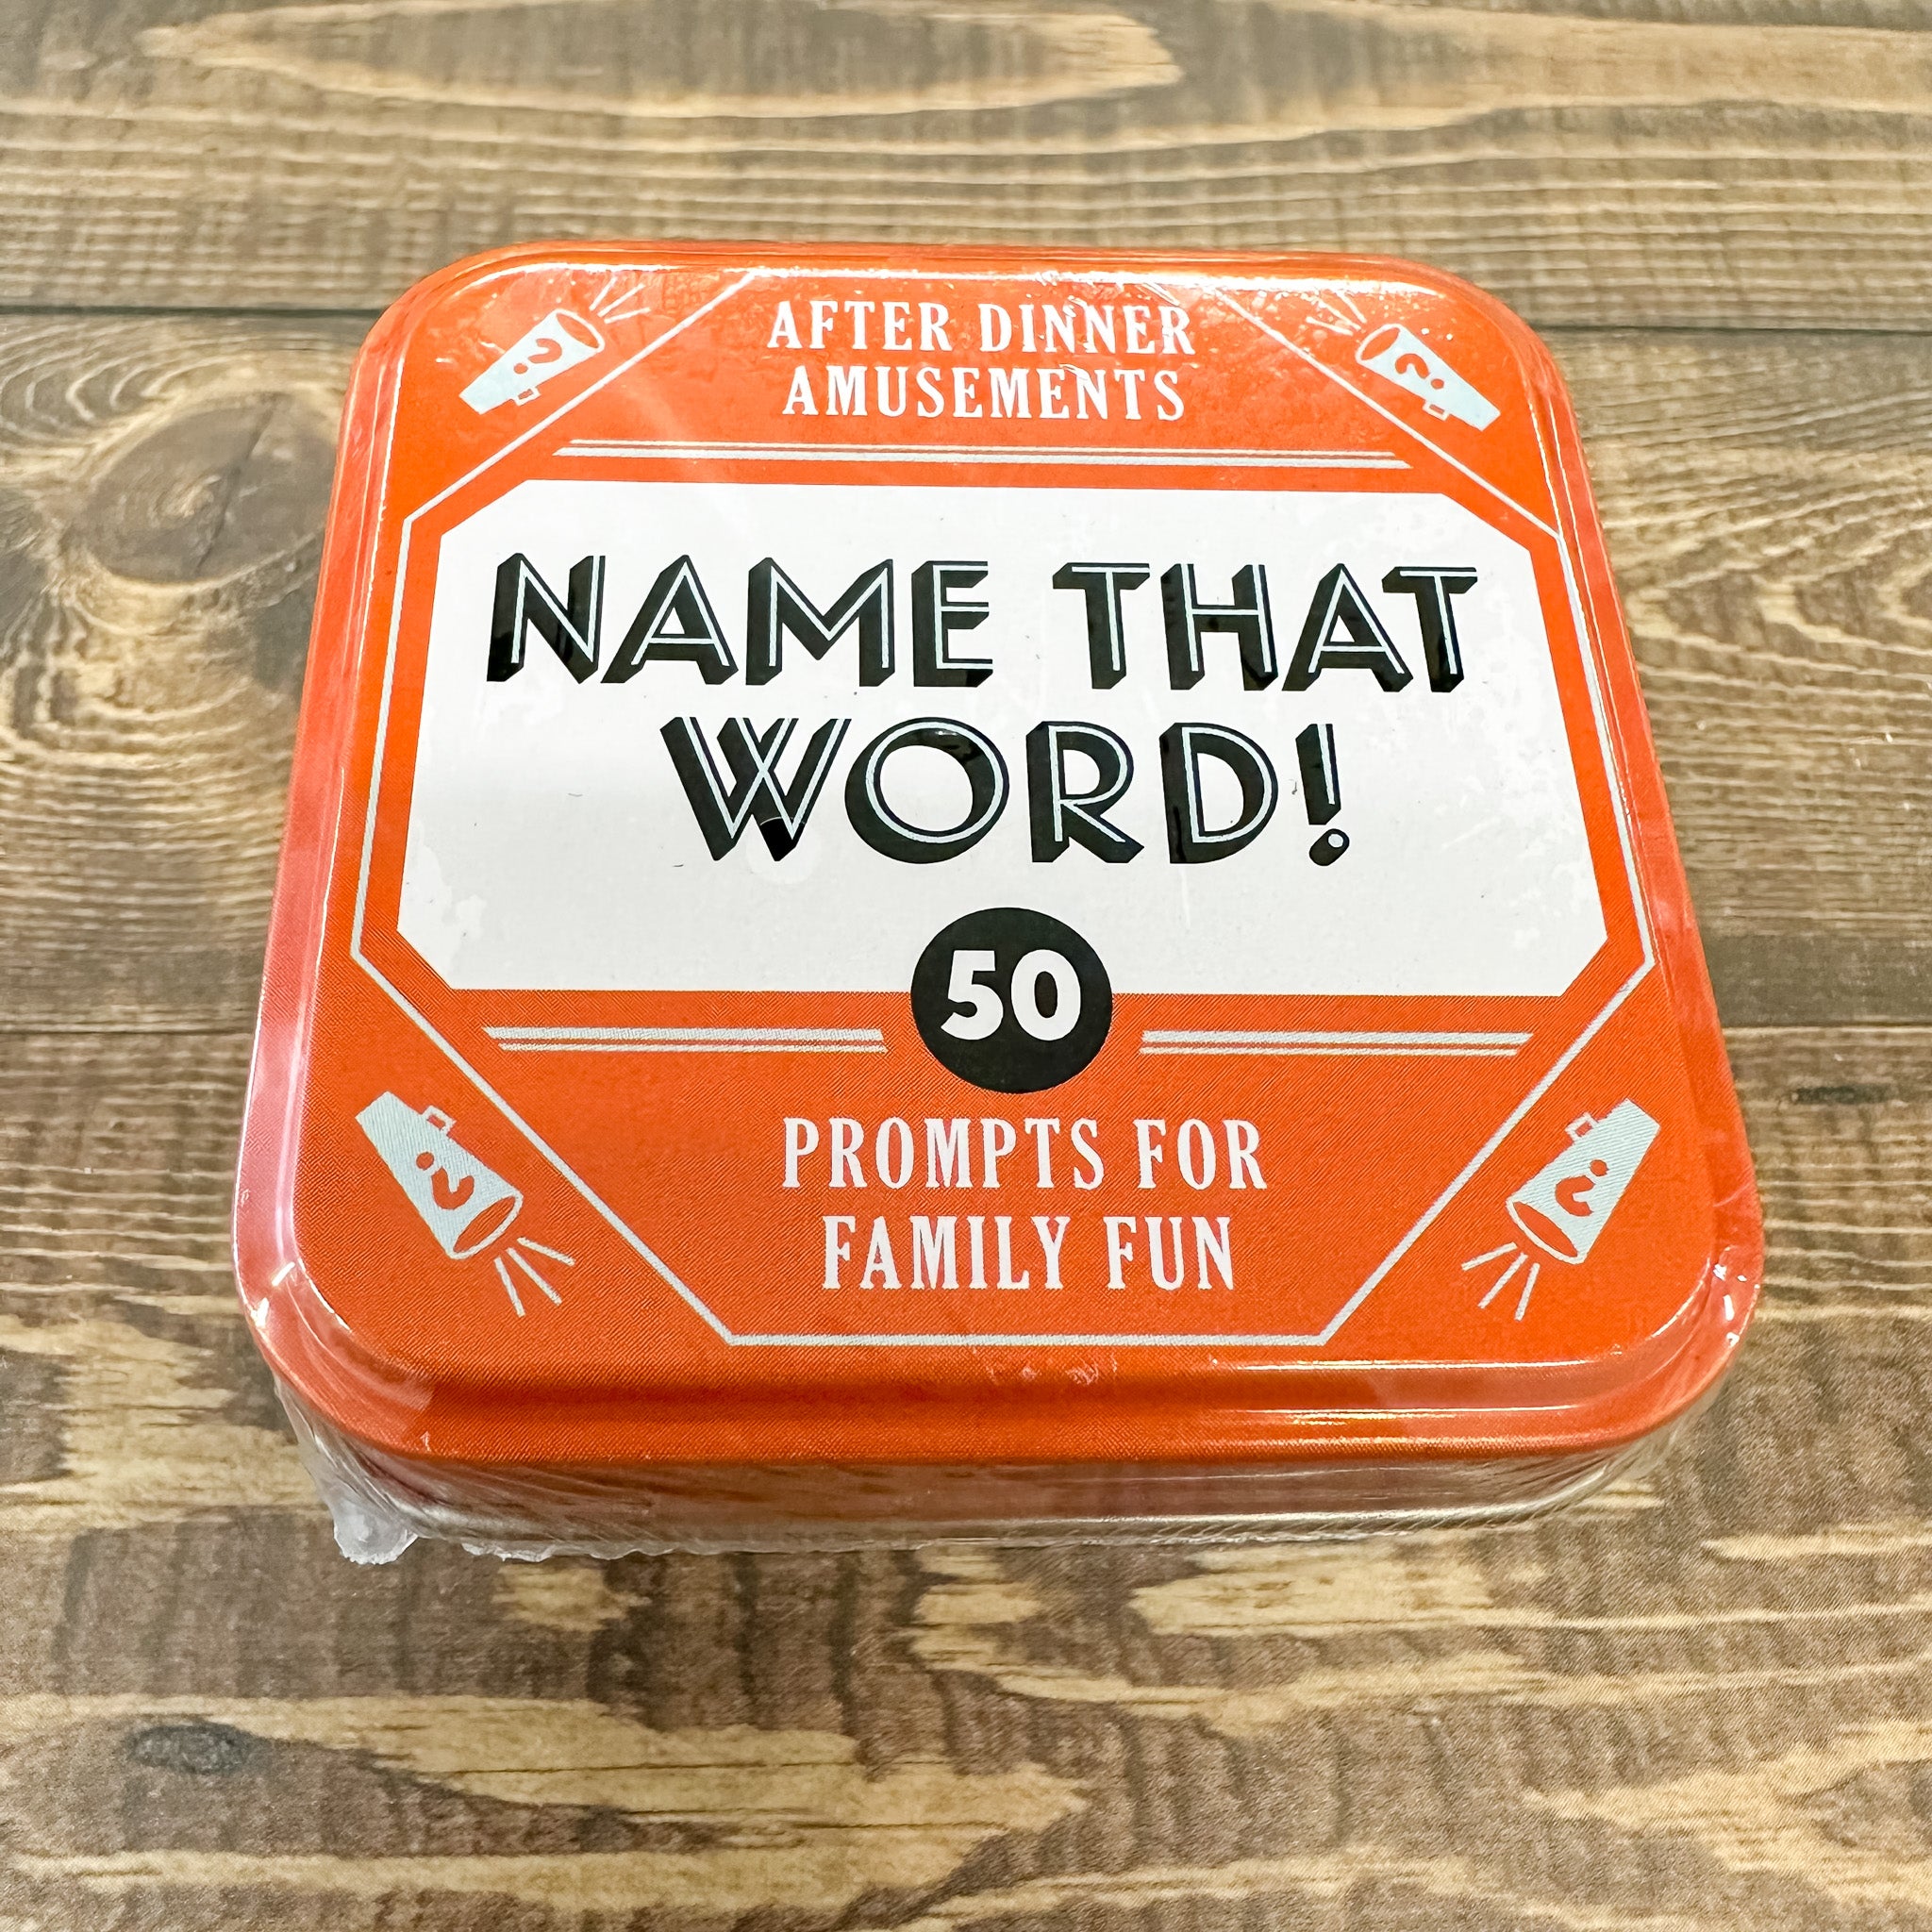 AFTER DINNER
AMUSEMENTS
NAME THAT
WORD!
50
PROMPTS FOR
FAMILY FUN